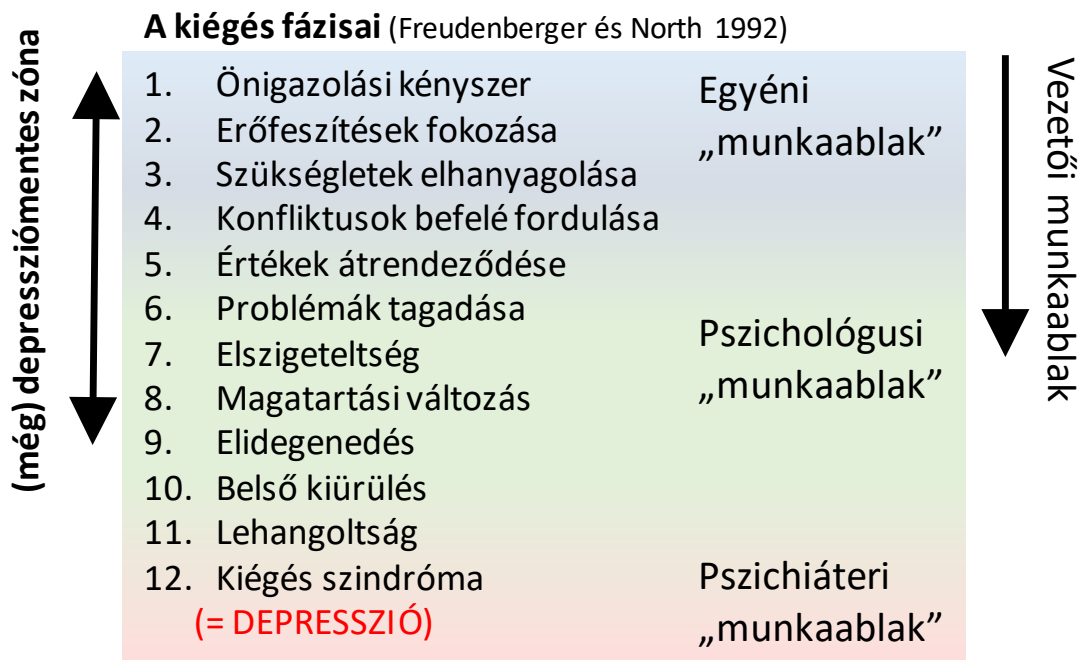 A kiégés fázisai (Freudenberger és North 1992)
(még) depressziómentes zóna
1. Önigazolási kényszer
2. Erőfeszítések fokozása
3. Szükségletek elhanyagolása
4. Konfliktusok befelé fordulása
5. Értékek átrendeződése
6. Problémák tagadása
7. Elszigeteltség
8. Magatartási változás
9. Elidegenedés
10. Belső kiürülés
11. Lehangoltság
12. Kiégés szindróma
(= DEPRESSZIÓ)
Egyéni
„munkaablak”
Pszichológusi
„munkaablak”
Pszichiáteri
„munkaablak”
Vezetői munkaablak